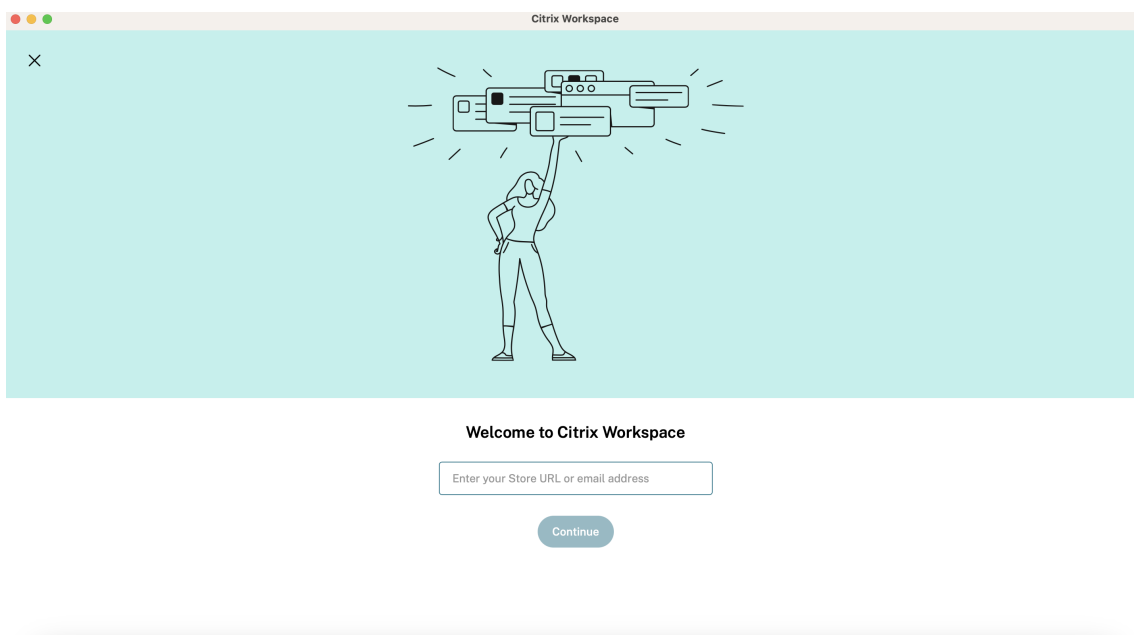 Citrix Workspace
Welcome to Citrix Workspace
Enter your Store URL or email address
Continue